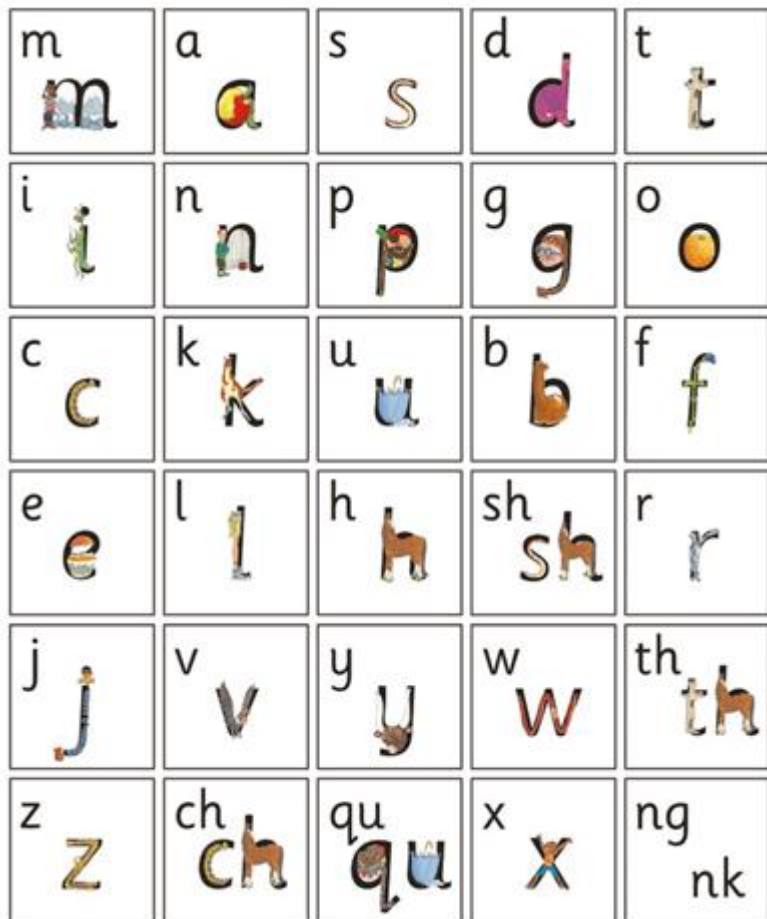 m a s d t
m a s d t
i n p g o
i n p g o
c k u b f
c k u b f
e l h sh r
e l h sh r
j v y w th
j v y w th
z ch qu x ng
z ch qu x nk